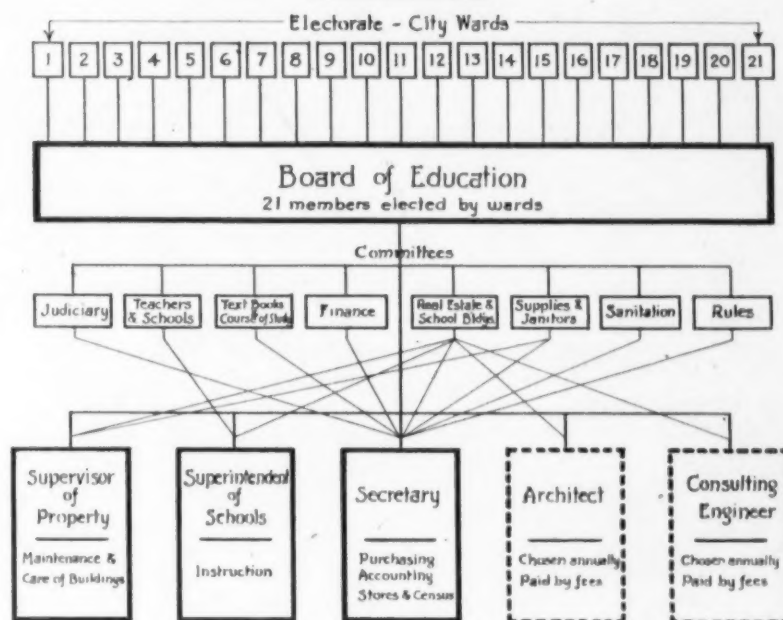 Electorate - City Wards
1 2 3 4 5 6 7 8 9 10 11 12 13 14 15 16 17 18 19 20 21
Board of Education
21 members elected by wards
Committees
Judiciary
Teachers
& Schools
Text Books
Course of Study
Finance
Real Estate &
School Bldgs
Supplies &
Janitors
Sanitation
Rules
Supervisor
of
Property
Maintenance &
Care of Buildings
Superintendent
of
Schools
Instruction
Secretary
Purchasing
Accounting
Stores & Census
Architect
Chosen annually
Paid by fees
Consulting
Engineer
Chosen annually
Paid by fees